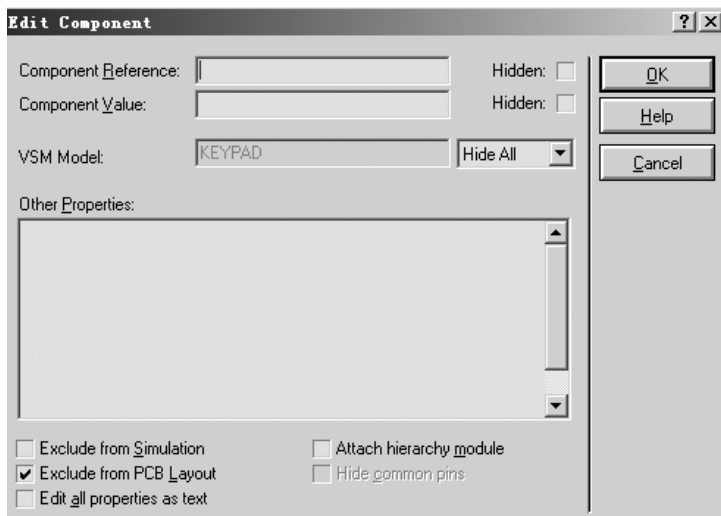 Edit Component
Component Reference:
Hidden:
OK
Component Value:
Hidden:
Help
VSM Model:
KEYPAD
Hide All
Cancel
Other Properties:
Exclude from Simulation
Attach hierarchy module
Exclude from PCB Layout
Hide common pins
Edit all properties as text